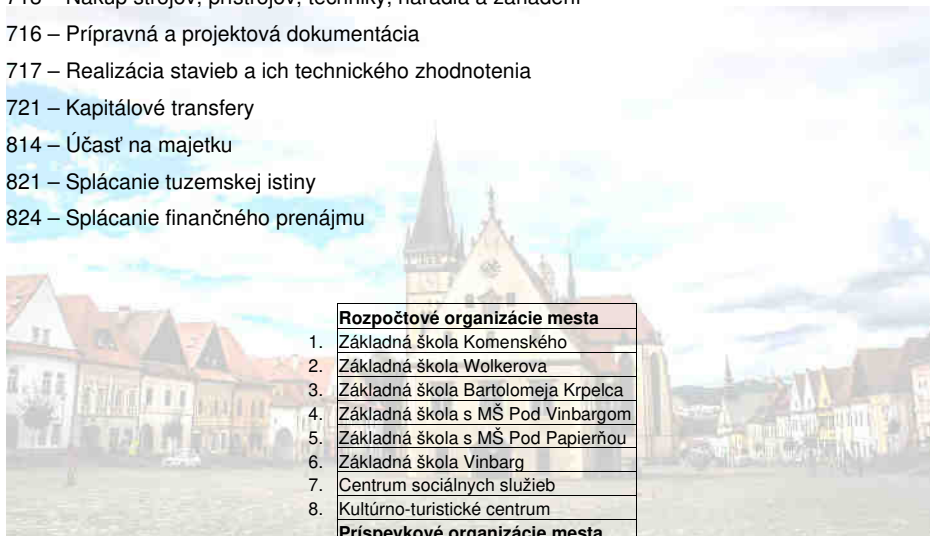 716 – Prípravná a projektová dokumentácia
717 – Realizácia stavieb a ich technického zhodnotenia
721 – Kapitálové transfery
814 – Účasť na majetku
821 – Splácanie tuzemskej istiny
824 – Splácanie finančného prenájmu
Rozpočtové organizácie mesta
1. Základná škola Komenského
2. Základná škola Wolkerova
3. Základná škola Bartolomeja Krpelca
4. Základná škola s MŠ Pod Vinbargom
5. Základná škola s MŠ Pod Papierňou
6. Základná škola Vinbarg
7. Centrum sociálnych služieb
8. Kultúrno-turistické centrum
Príspevkové organizácie mesta